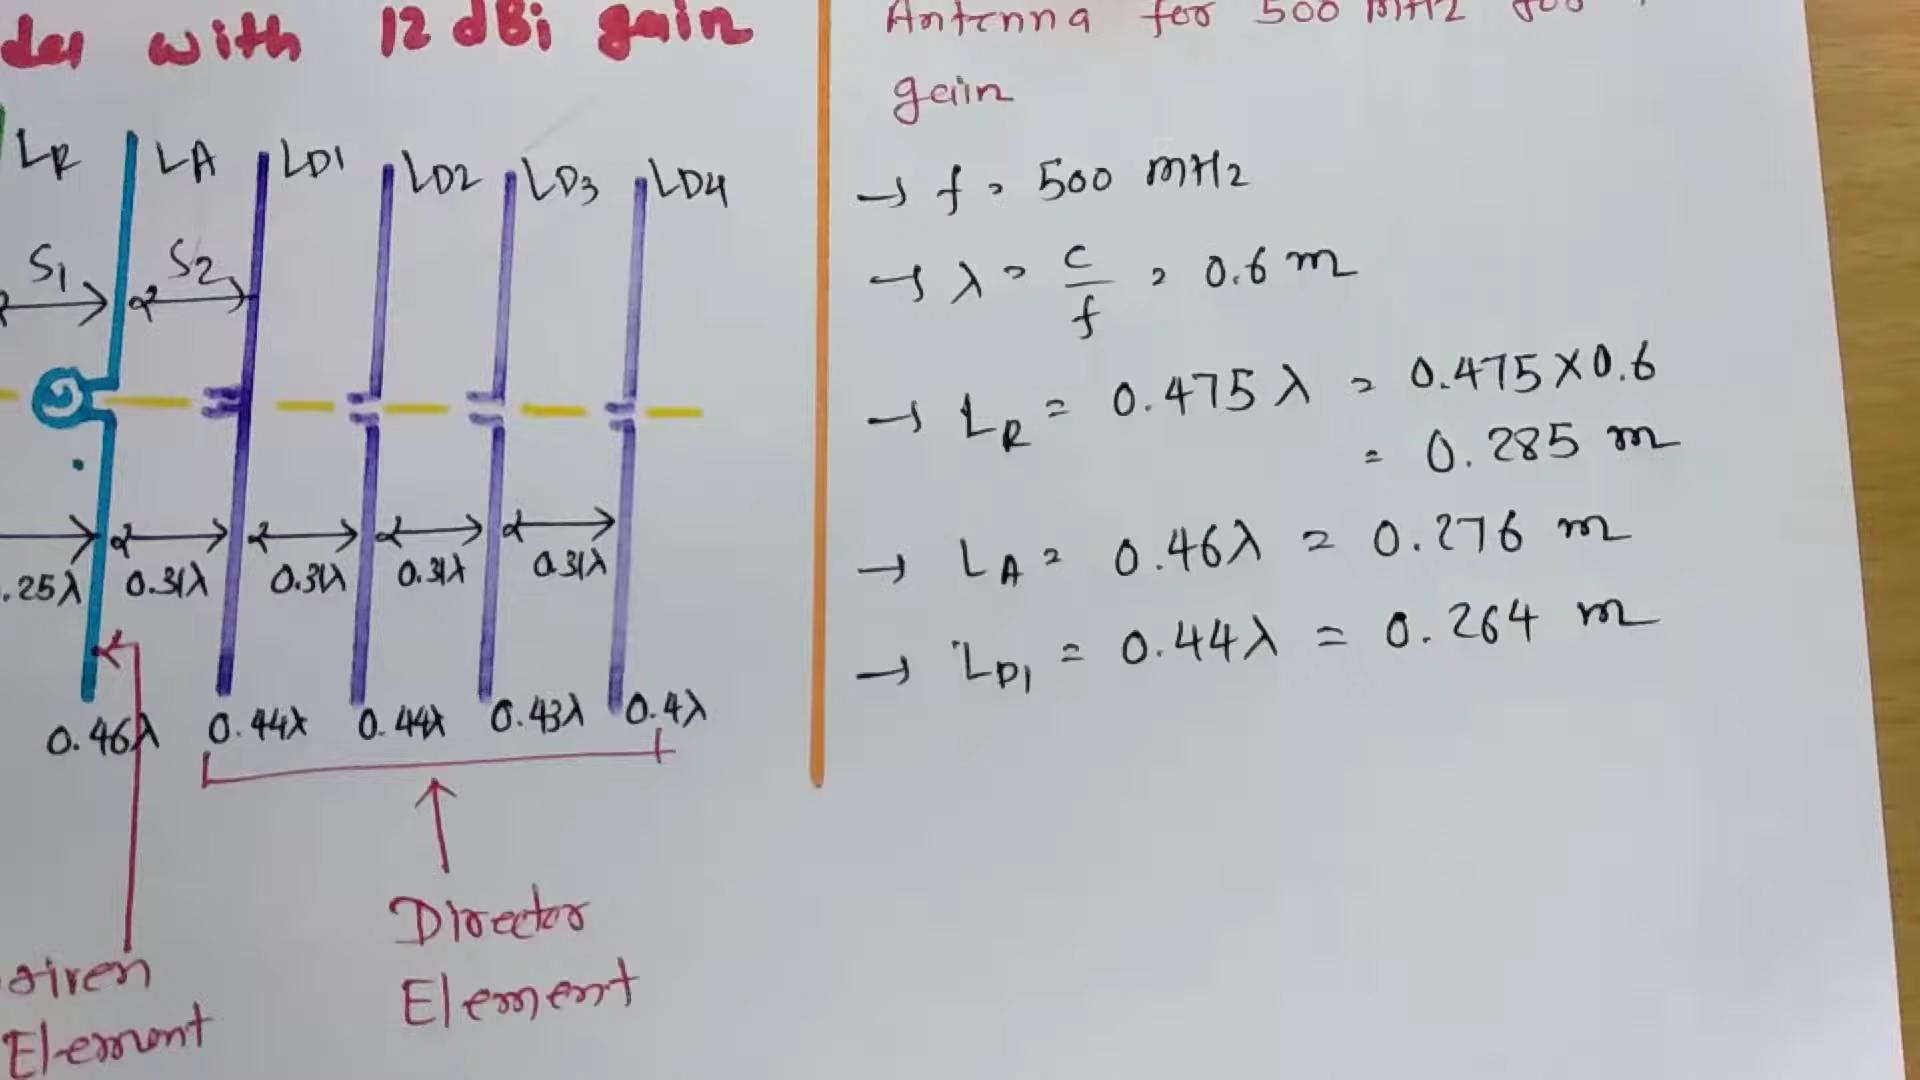 with 12 dBi gain
LR LA LD1 LD2 LD3 LD4
S1 S2
.25λ 0.31λ 0.31λ 0.31λ 0.31λ
0.46λ 0.44λ 0.44λ 0.43λ 0.4λ
Director
Element
Element
Antenna for 500 MHz
gain
→ f = 500 MHz
→ λ = c/f = 0.6 m
→ LR = 0.475λ = 0.475×0.6
= 0.285 m
→ LA = 0.46λ = 0.276 m
→ LD1 = 0.44λ = 0.264 m